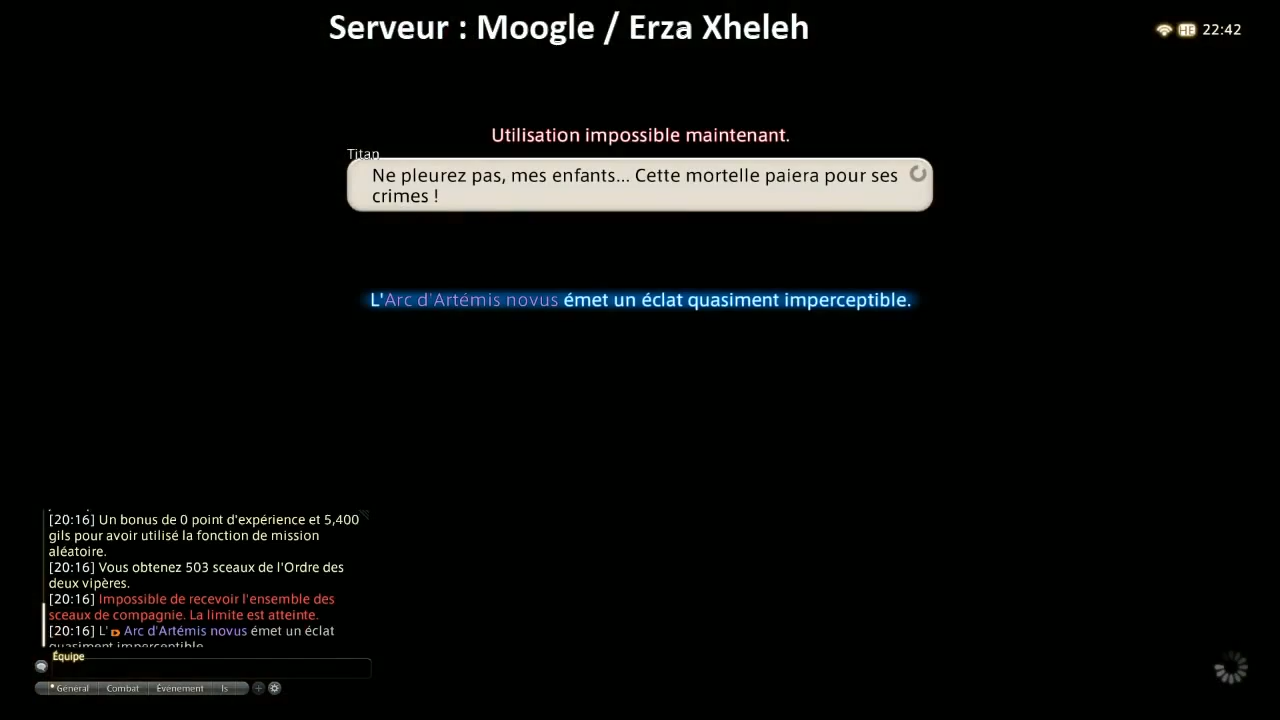 Serveur : Moogle / Erza Xheleh
HE 22:42
Utilisation impossible maintenant.
Titan
Ne pleurez pas, mes enfants... Cette mortelle paiera pour ses
crimes !
L'Arc d'Artémis novus émet un éclat quasiment imperceptible.
[20:16] Un bonus de 0 point d'expérience et 5,400
gils pour avoir utilisé la fonction de mission
aléatoire.
[20:16] Vous obtenez 503 sceaux de l'Ordre des
deux vipères.
[20:16] Impossible de recevoir l'ensemble des
sceaux de compagnie. La limite est atteinte.
[20:16] L' Arc d'Artémis novus émet un éclat
quasiment imperceptible.
Équipe
Général Combat Événement ls